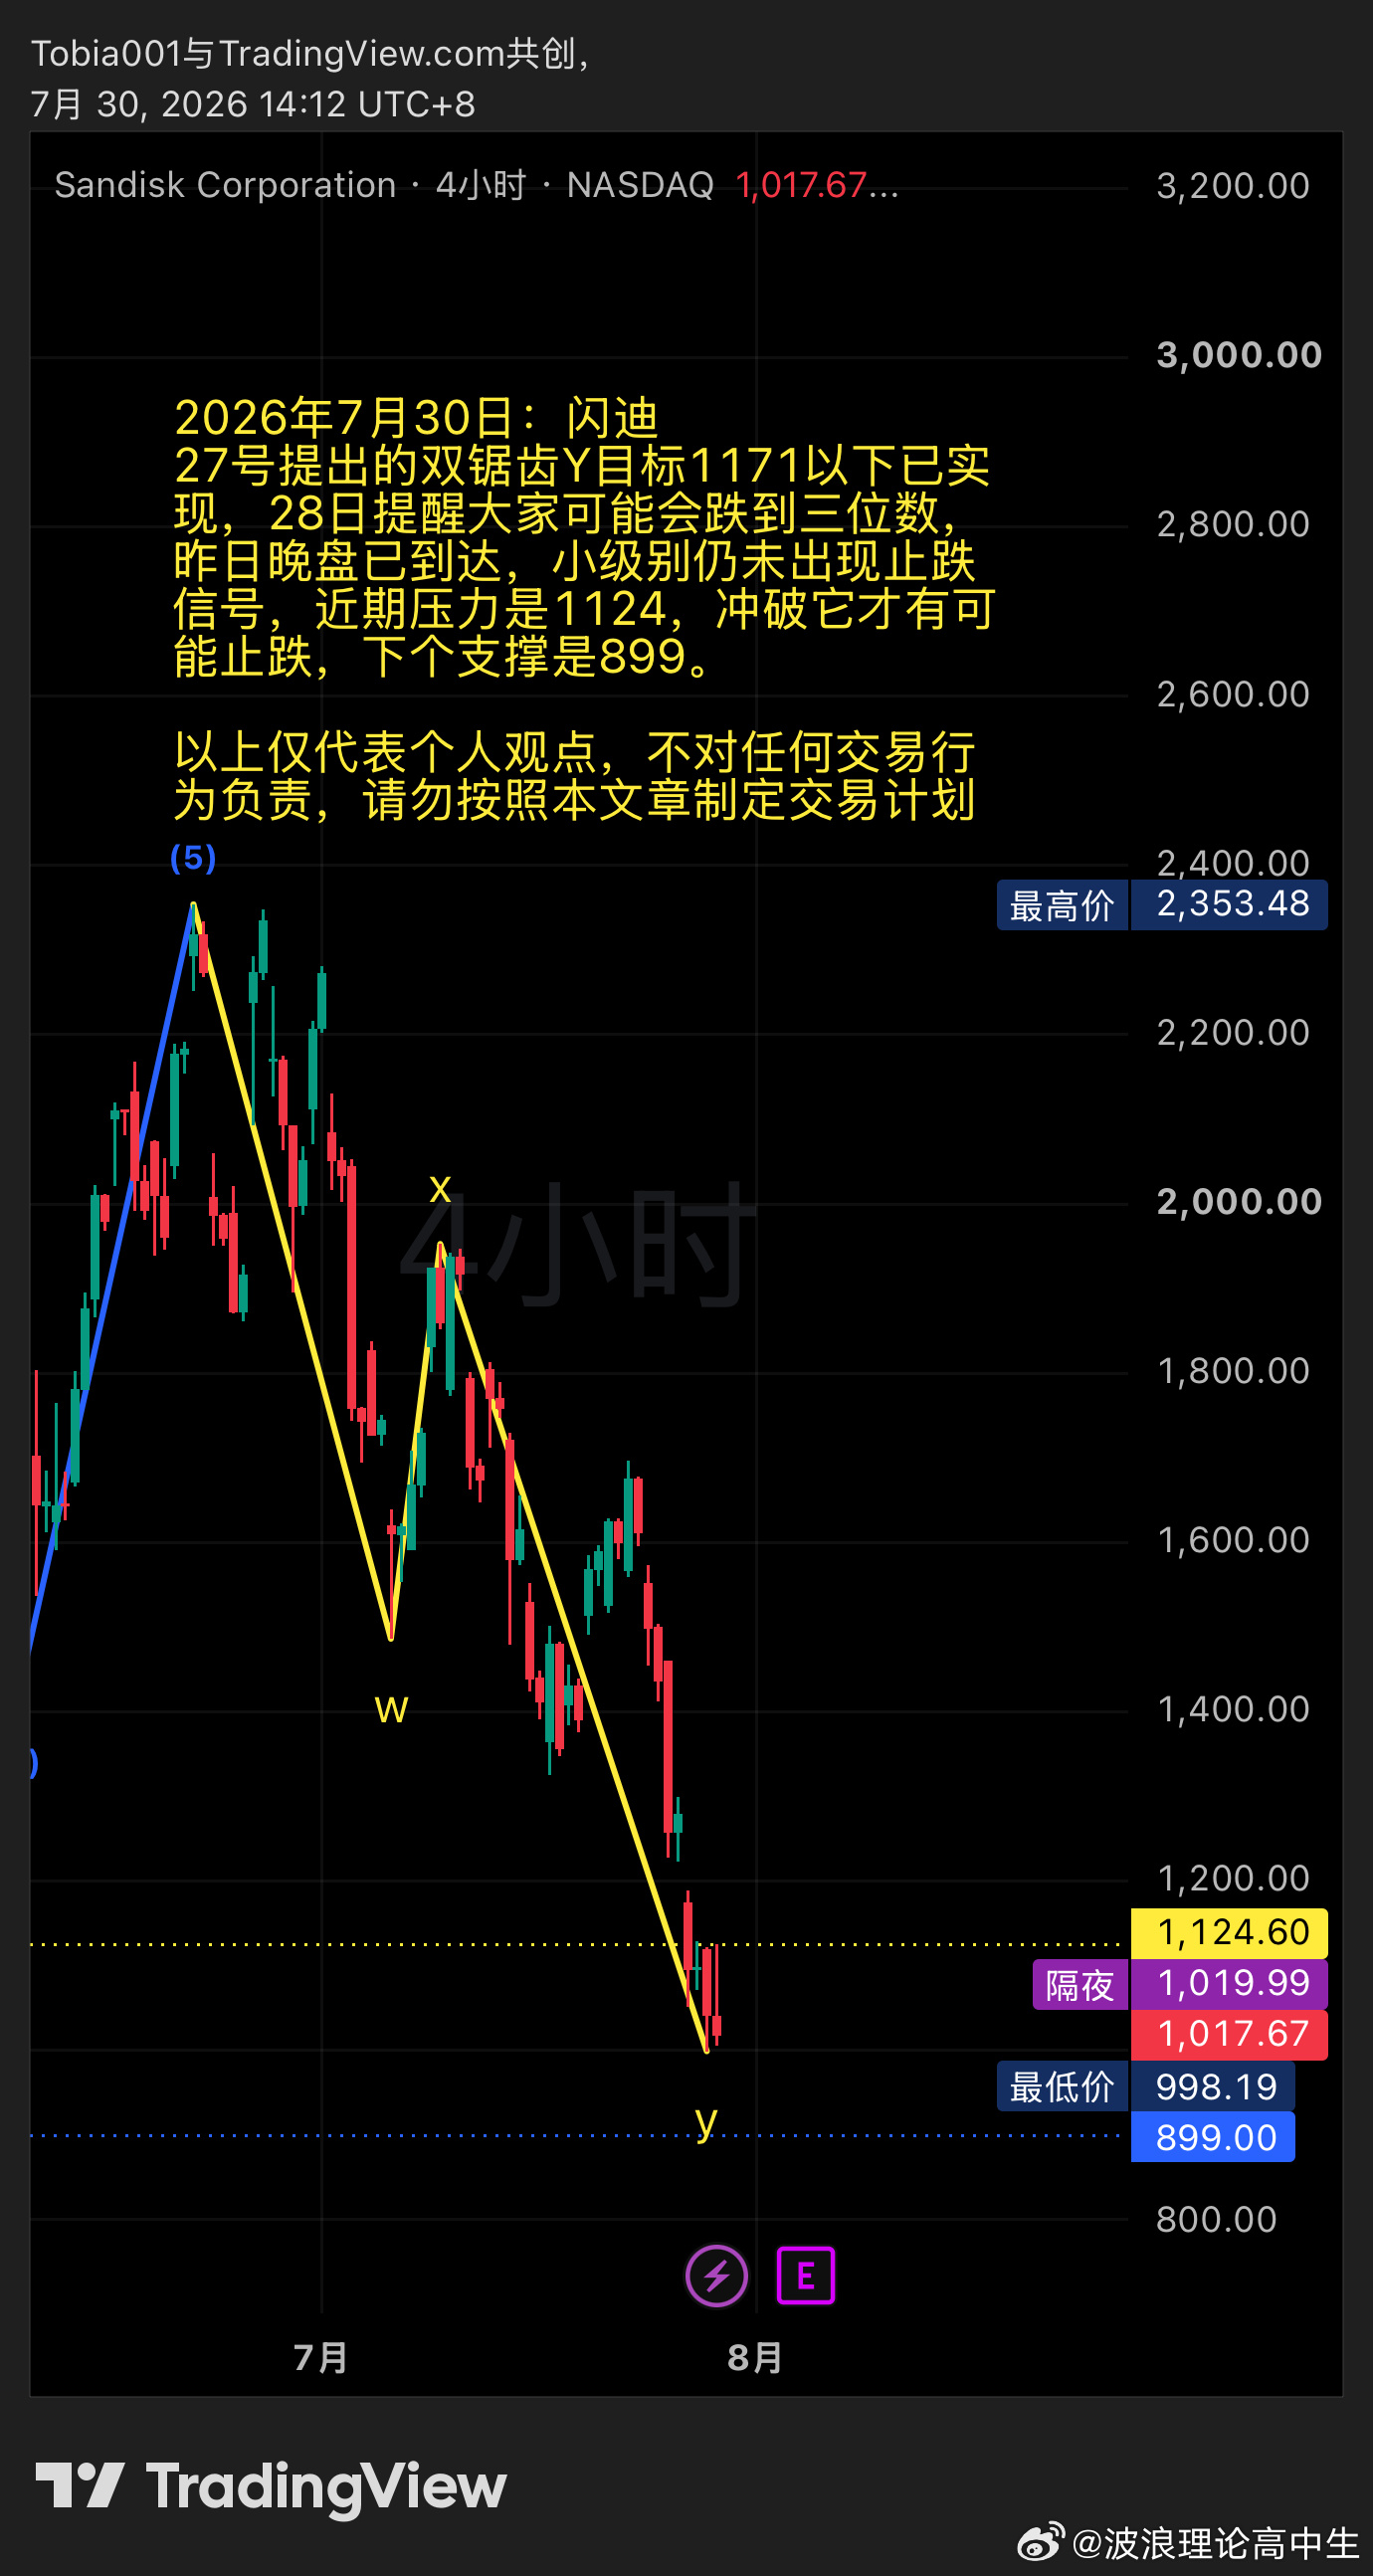 Tobia001与TradingView.com共创，
7月 30, 2026 14:12 UTC+8
Sandisk Corporation · 4小时 · NASDAQ 1,017.67...
3,200.00
3,000.00
2026年7月30日：闪迪
27号提出的双锯齿Y目标1171以下已实
现，28日提醒大家可能会跌到三位数，
昨日晚盘已到达，小级别仍未出现止跌
信号，近期压力是1124，冲破它才有可
能止跌，下个支撑是899。
2,800.00
2,600.00
以上仅代表个人观点，不对任何交易行
为负责，请勿按照本文章制定交易计划
(5)
2,400.00
最高价 2,353.48
2,200.00
x
4小时
2,000.00
1,800.00
1,600.00
w
1,400.00
)
1,200.00
1,124.60
隔夜 1,019.99
1,017.67
最低价 998.19
y
899.00
800.00
E
7月 8月
TradingView
@波浪理论高中生